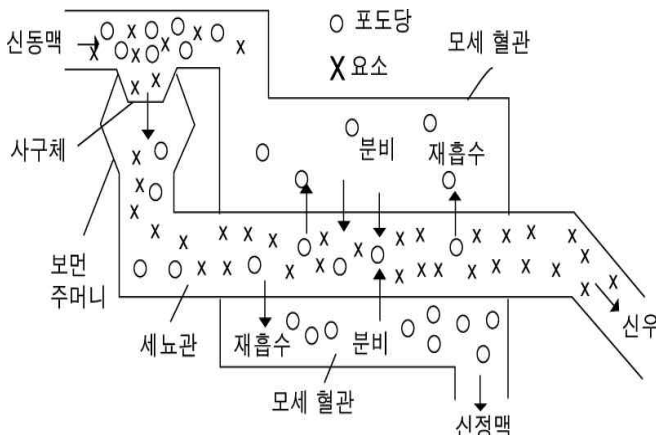 신동맥
포도당
X 요소
모세 혈관
사구체
분비
재흡수
보먼
주머니
세뇨관
재흡수
분비
모세 혈관
신우
신정맥